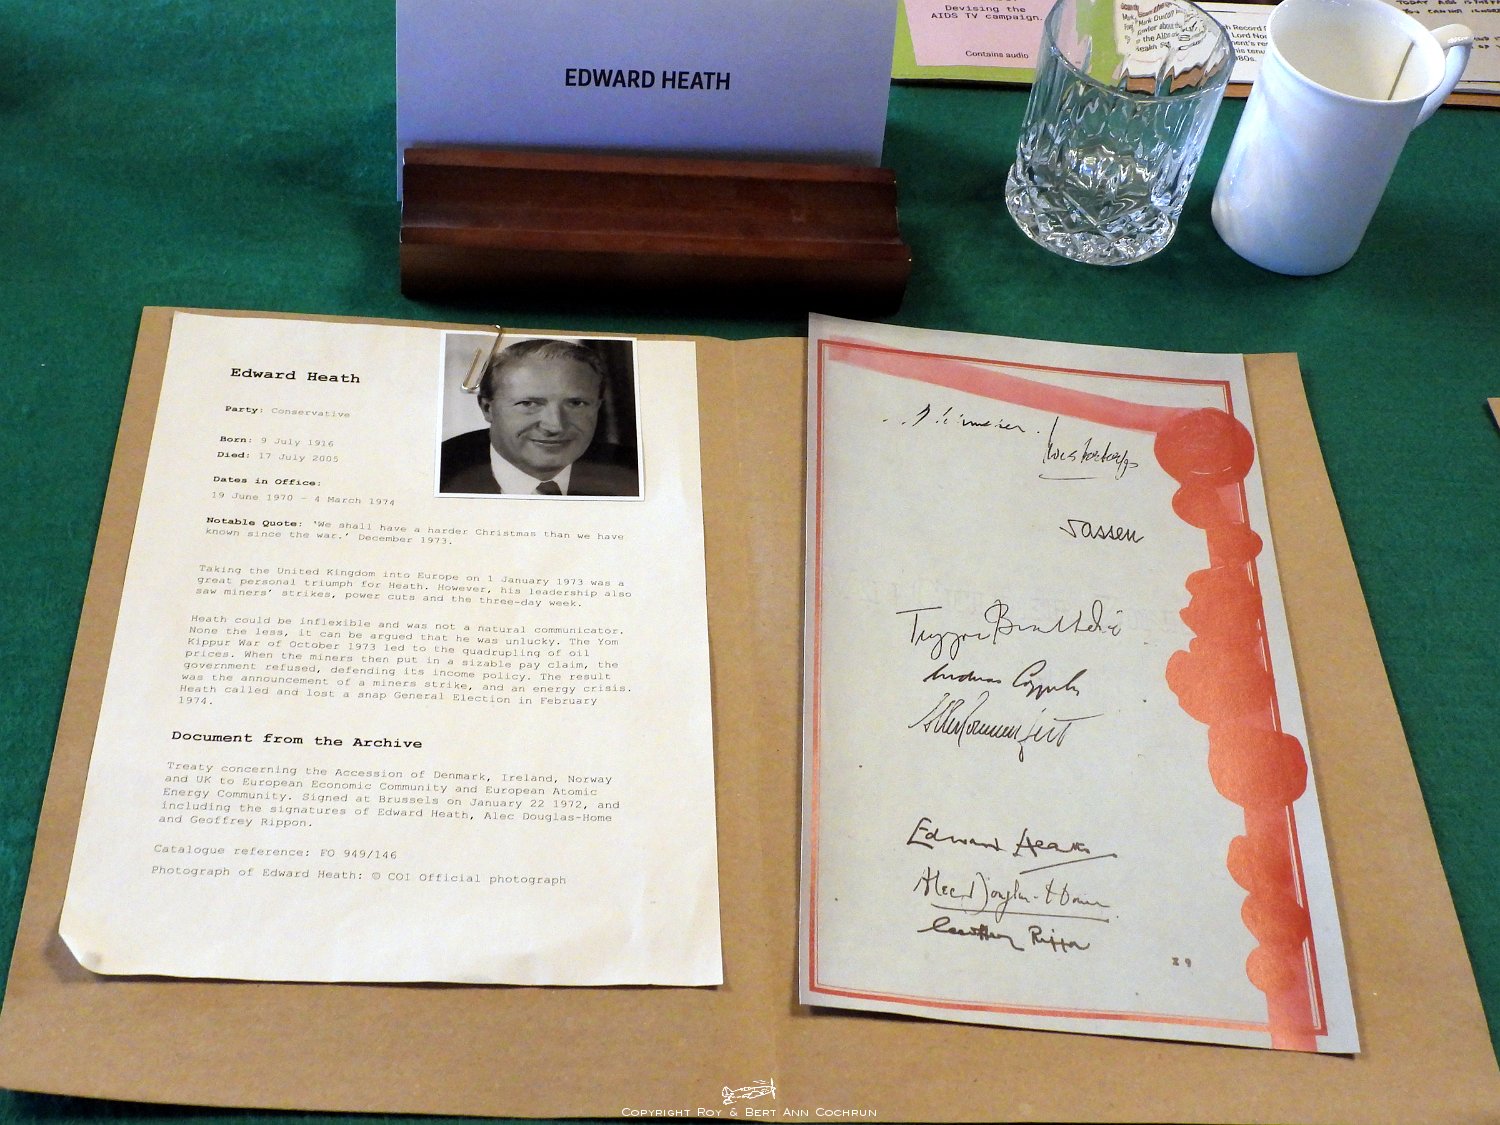 Devising the
AIDS TV campaign.
Contains audio
EDWARD HEATH
Edward Heath
Party: Conservative
Born: 9 July 1916
Died: 17 July 2005
Dates in Office:
19 June 1970 – 4 March 1974
Notable Quote: 'We shall have a harder Christmas than we have
known since the war.' December 1973.
Taking the United Kingdom into Europe on 1 January 1973 was a
great personal triumph for Heath. However, his leadership also
saw miners' strikes, power cuts and the three-day week.
Heath could be inflexible and was not a natural communicator.
None the less, it can be argued that he was unlucky. The Yom
Kippur War of October 1973 led to the quadrupling of oil
prices. When the miners then put in a sizable pay claim, the
government refused, defending its income policy. The result
was the announcement of a miners strike, and an energy crisis.
Heath called and lost a snap General Election in February
1974.
Document from the Archive
Treaty concerning the Accession of Denmark, Ireland, Norway
and UK to European Economic Community and European Atomic
Energy Community. Signed at Brussels on January 22 1972, and
including the signatures of Edward Heath, Alec Douglas-Home
and Geoffrey Rippon.
Catalogue reference: FO 949/146
Photograph of Edward Heath: © COI Official photograph
Edward Heath
Alec Douglas-Home
Geoffrey Rippon
Copyright Roy & Bert Ann Cochrun